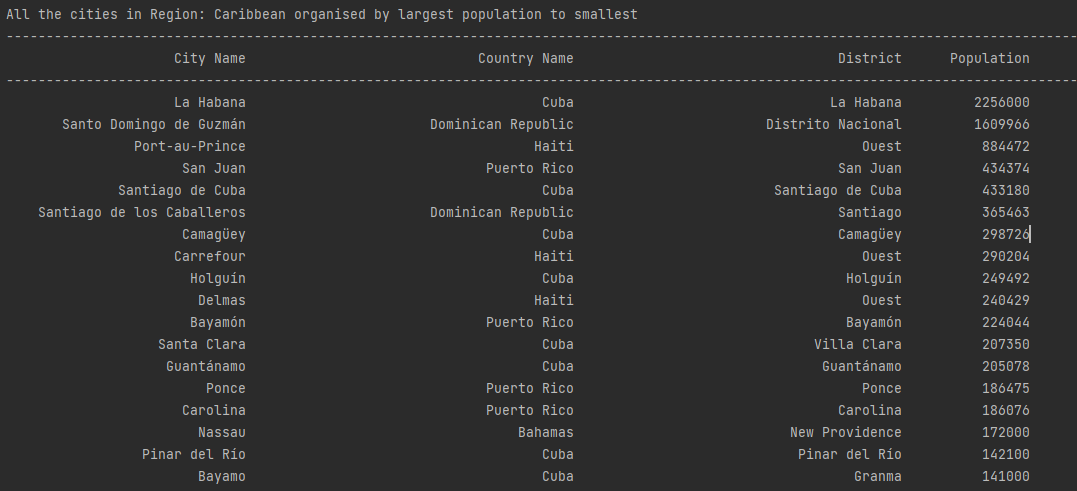 All the cities in Region: Caribbean organised by largest population to smallest
--------------------------------------------------------------------------------------------------------------------------------------
City Name Country Name District Population
--------------------------------------------------------------------------------------------------------------------------------------
La Habana Cuba La Habana 2256000
Santo Domingo de Guzmán Dominican Republic Distrito Nacional 1609966
Port-au-Prince Haiti Ouest 884472
San Juan Puerto Rico San Juan 434374
Santiago de Cuba Cuba Santiago de Cuba 433180
Santiago de los Caballeros Dominican Republic Santiago 365463
Camagüey Cuba Camagüey 298726
Carrefour Haiti Ouest 290204
Holguín Cuba Holguín 249492
Delmas Haiti Ouest 240429
Bayamón Puerto Rico Bayamón 224044
Santa Clara Cuba Villa Clara 207350
Guantánamo Cuba Guantánamo 205078
Ponce Puerto Rico Ponce 186475
Carolina Puerto Rico Carolina 186076
Nassau Bahamas New Providence 172000
Pinar del Río Cuba Pinar del Río 142100
Bayamo Cuba Granma 141000